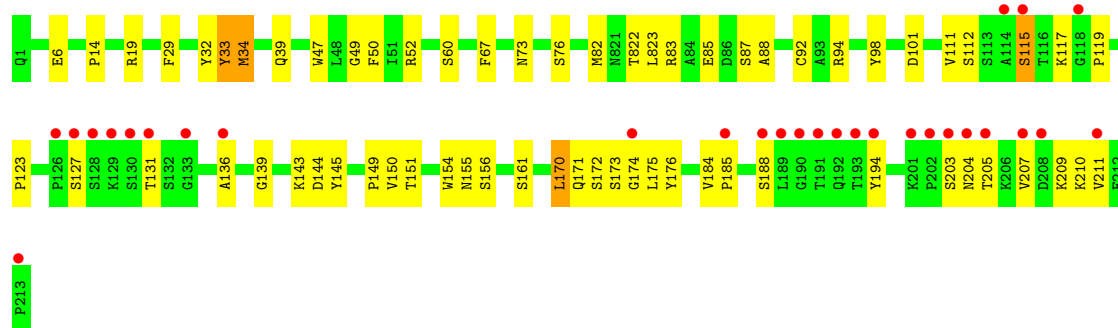 Q1 E6 P14 R19 F29 Y32 Y33 M34 Q39 W47 L48 G49 F50 I51 R52 S60 F67 N73 S76 M82 N821 T822 L823 R83 A84 E85 D86 S87 A88 C92 A93 R94 Y98 D101 V111 S112 S113 A114 S115 T116 K117 G118 P119
P123 P126 S127 S128 K129 S130 T131 S132 G133 A136 G139 K143 D144 Y145 P149 V150 T151 W154 N155 S156 S161 L170 Q171 S172 S173 G174 L175 Y176 V184 P185 S188 L189 G190 T191 Q192 T193 Y194 K201 P202 S203 N204 T205 K206 V207 D208 K209 K210 V211
P213